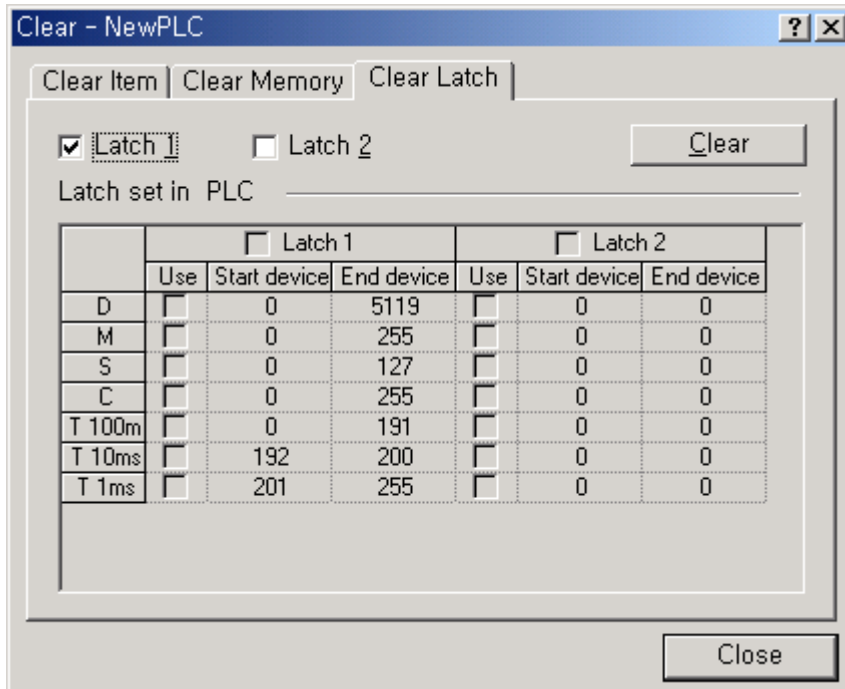 Clear - NewPLC
Clear Item Clear Memory Clear Latch
Latch 1 Latch 2 Clear
Latch set in PLC
Latch 1 Latch 2
Use Start device End device Use Start device End device
D 0 5119 0 0
M 0 255 0 0
S 0 127 0 0
C 0 255 0 0
T 100m 0 191 0 0
T 10ms 192 200 0 0
T 1ms 201 255 0 0
Close